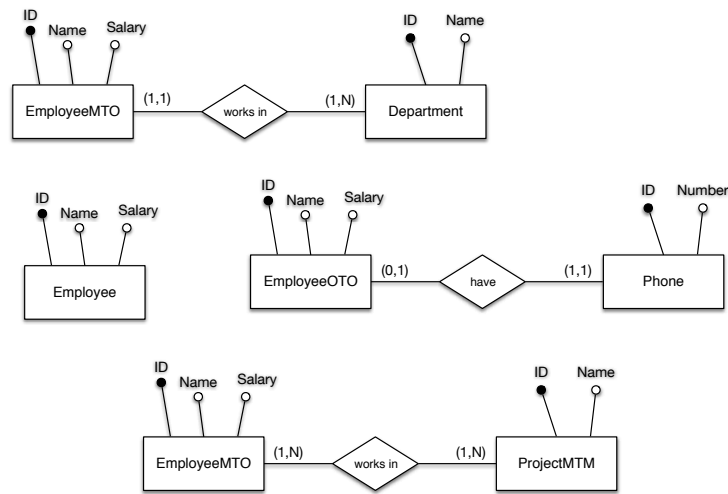 ID Name Salary ID Name
EmployeeMTO (1,1) works in (1,N) Department
ID Name Salary ID Name Salary ID Number
Employee EmployeeOTO (0,1) have (1,1) Phone
ID Name Salary ID Name
EmployeeMTO (1,N) works in (1,N) ProjectMTM